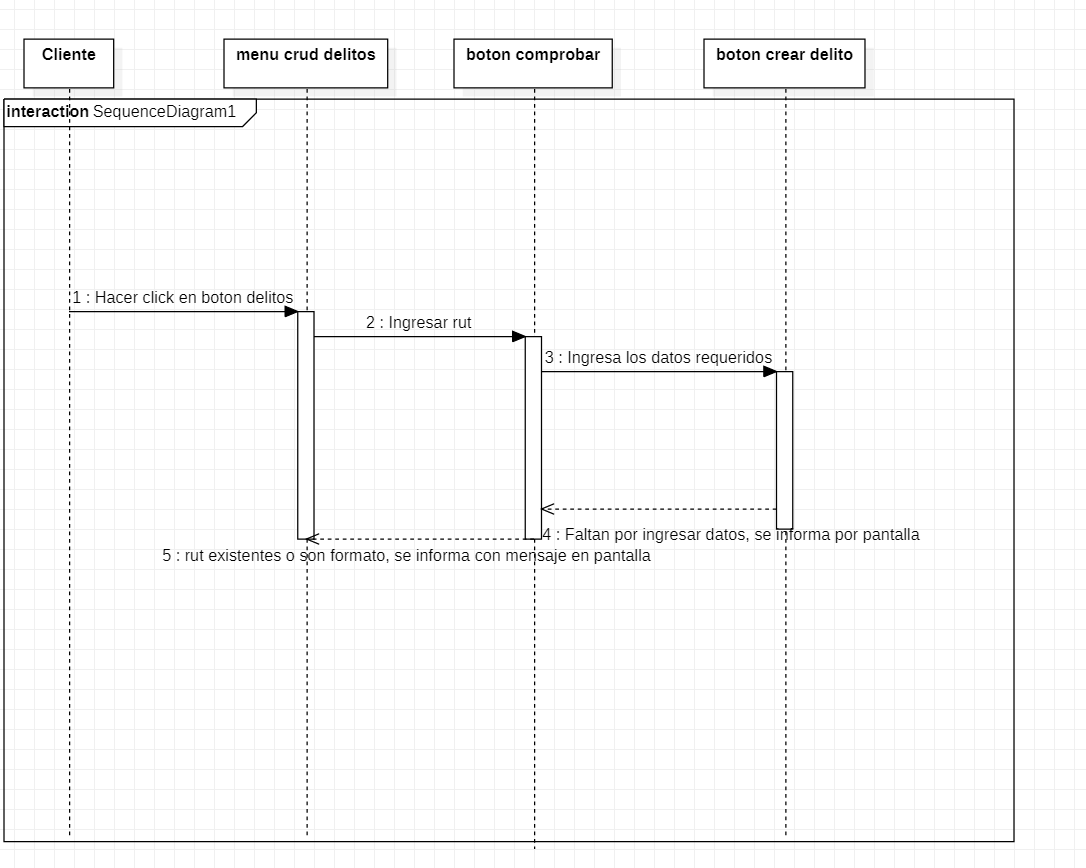 Cliente
menu crud delitos
boton comprobar
boton crear delito
interaction SequenceDiagram1
1 : Hacer click en boton delitos
2 : Ingresar rut
3 : Ingresa los datos requeridos
4 : Faltan por ingresar datos, se informa por pantalla
5 : rut existentes o son formato, se informa con mensaje en pantalla